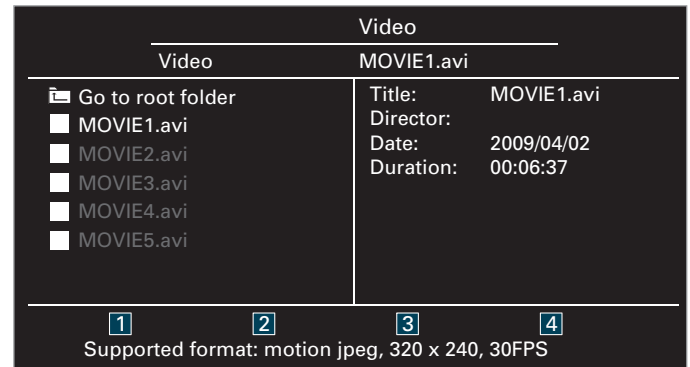 Video
Video MOVIE1.avi
Go to root folder
MOVIE1.avi
MOVIE2.avi
MOVIE3.avi
MOVIE4.avi
MOVIE5.avi
Title: MOVIE1.avi
Director:
Date: 2009/04/02
Duration: 00:06:37
1 2 3 4
Supported format: motion jpeg, 320 x 240, 30FPS